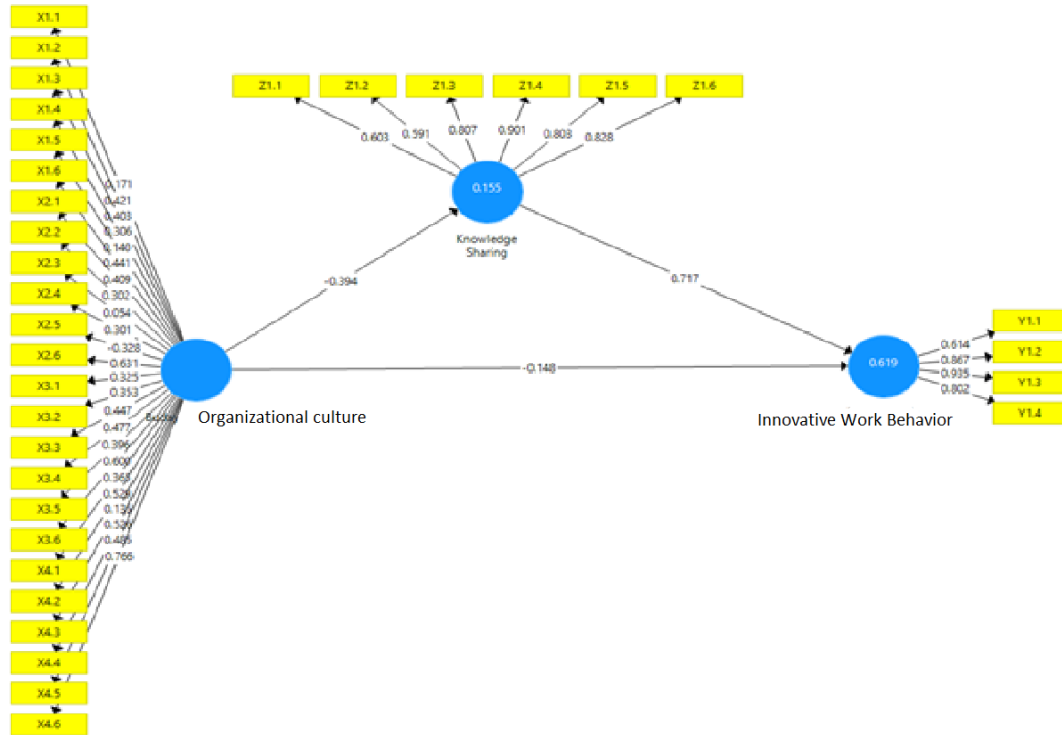 X1.1
X1.2
X1.3
X1.4
X1.5
X1.6
X2.1
X2.2
X2.3
X2.4
X2.5
X2.6
X3.1
X3.2
X3.3
X3.4
X3.5
X3.6
X4.1
X4.2
X4.3
X4.4
X4.5
X4.6
0.171
0.421
0.403
0.306
0.140
0.441
0.409
0.302
0.054
0.301
-0.328
0.631
0.325
0.353
0.447
0.477
0.396
0.600
0.365
0.485
0.766
Organizational culture
Z1.1 Z1.2 Z1.3 Z1.4 Z1.5 Z1.6
0.603 0.591 0.807 0.901 0.803 0.828
0.155
Knowledge
Sharing
-0.394
0.717
-0.148
0.619
Innovative Work Behavior
0.614
0.867
0.935
0.802
Y1.1
Y1.2
Y1.3
Y1.4